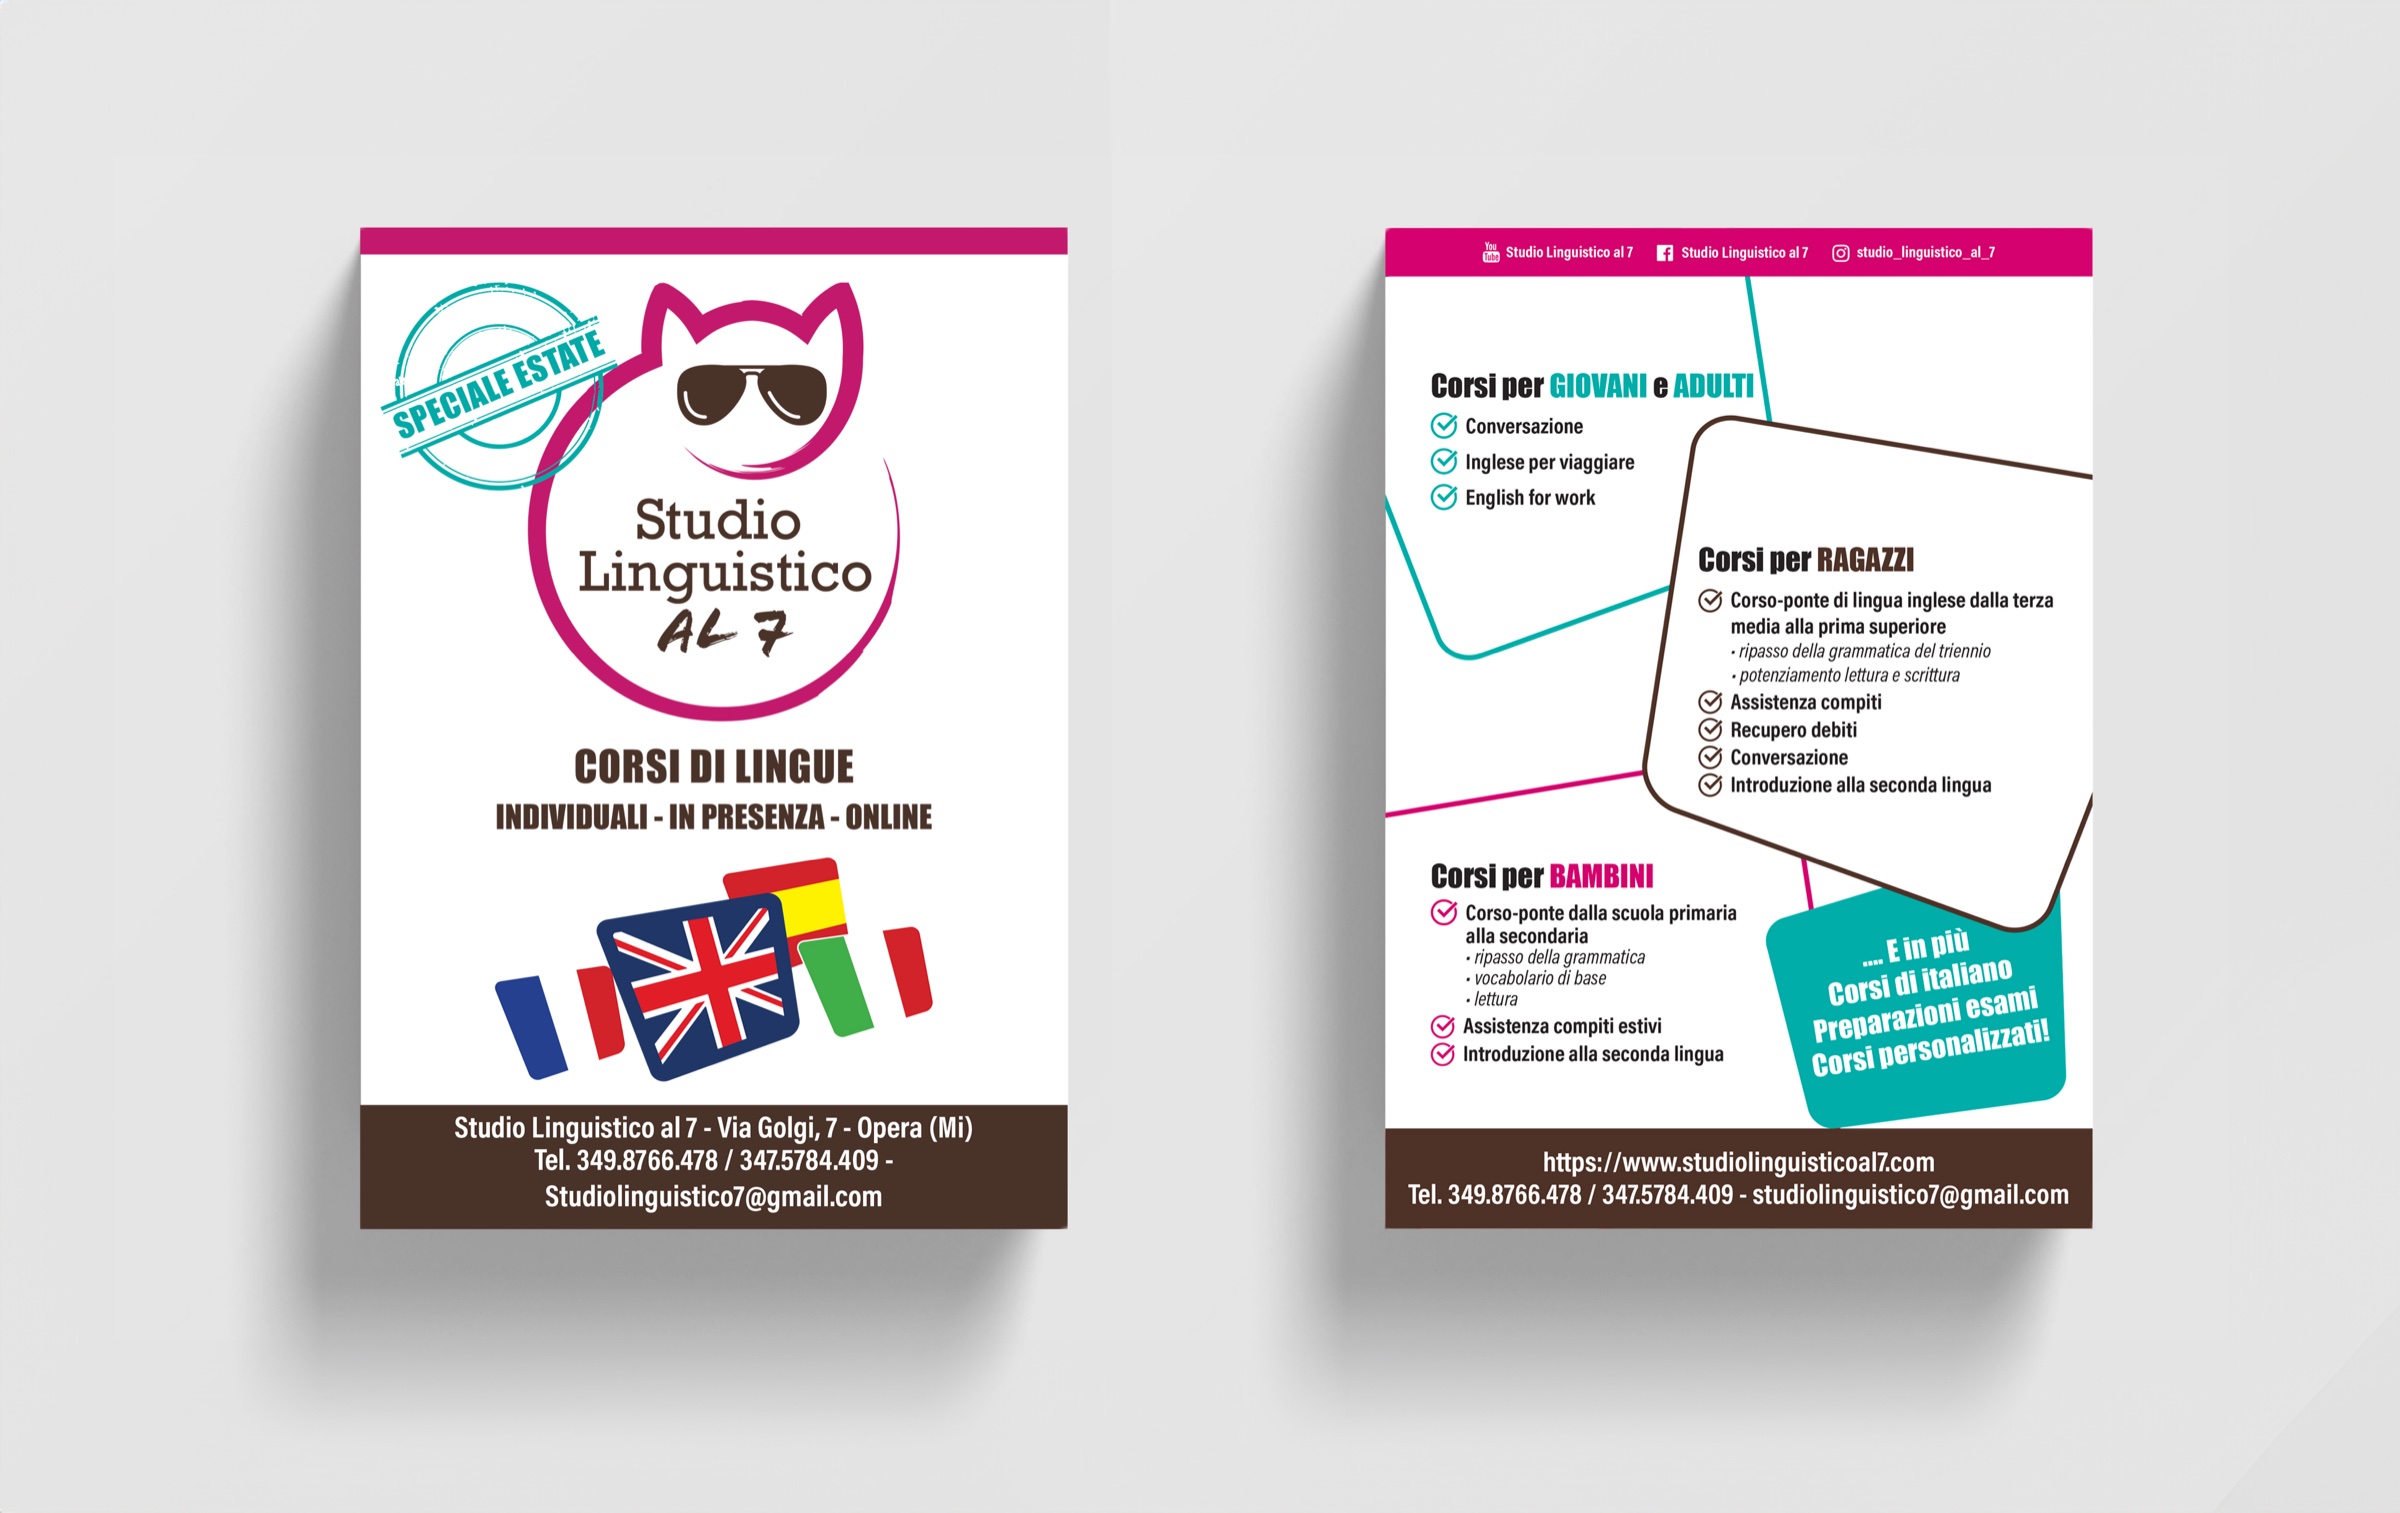 SPECIALE ESTATE
Studio
Linguistico
AL 7
CORSI DI LINGUE
INDIVIDUALI - IN PRESENZA - ONLINE
Studio Linguistico al 7 - Via Golgi, 7 - Opera (Mi)
Tel. 349.8766.478 / 347.5784.409 -
Studiolinguistico7@gmail.com
You Tube Studio Linguistico al 7 Studio Linguistico al 7 studio_linguistico_al_7
Corsi per GIOVANI e ADULTI
Conversazione
Inglese per viaggiare
English for work
Corsi per RAGAZZI
Corso-ponte di lingua inglese dalla terza
media alla prima superiore
• ripasso della grammatica del triennio
• potenziamento lettura e scrittura
Assistenza compiti
Recupero debiti
Conversazione
Introduzione alla seconda lingua
Corsi per BAMBINI
Corso-ponte dalla scuola primaria
alla secondaria
• ripasso della grammatica
• vocabolario di base
• lettura
Assistenza compiti estivi
Introduzione alla seconda lingua
.... E in più
Corsi di italiano
Preparazioni esami
Corsi personalizzati!
https://www.studiolinguisticoal7.com
Tel. 349.8766.478 / 347.5784.409 - studiolinguistico7@gmail.com